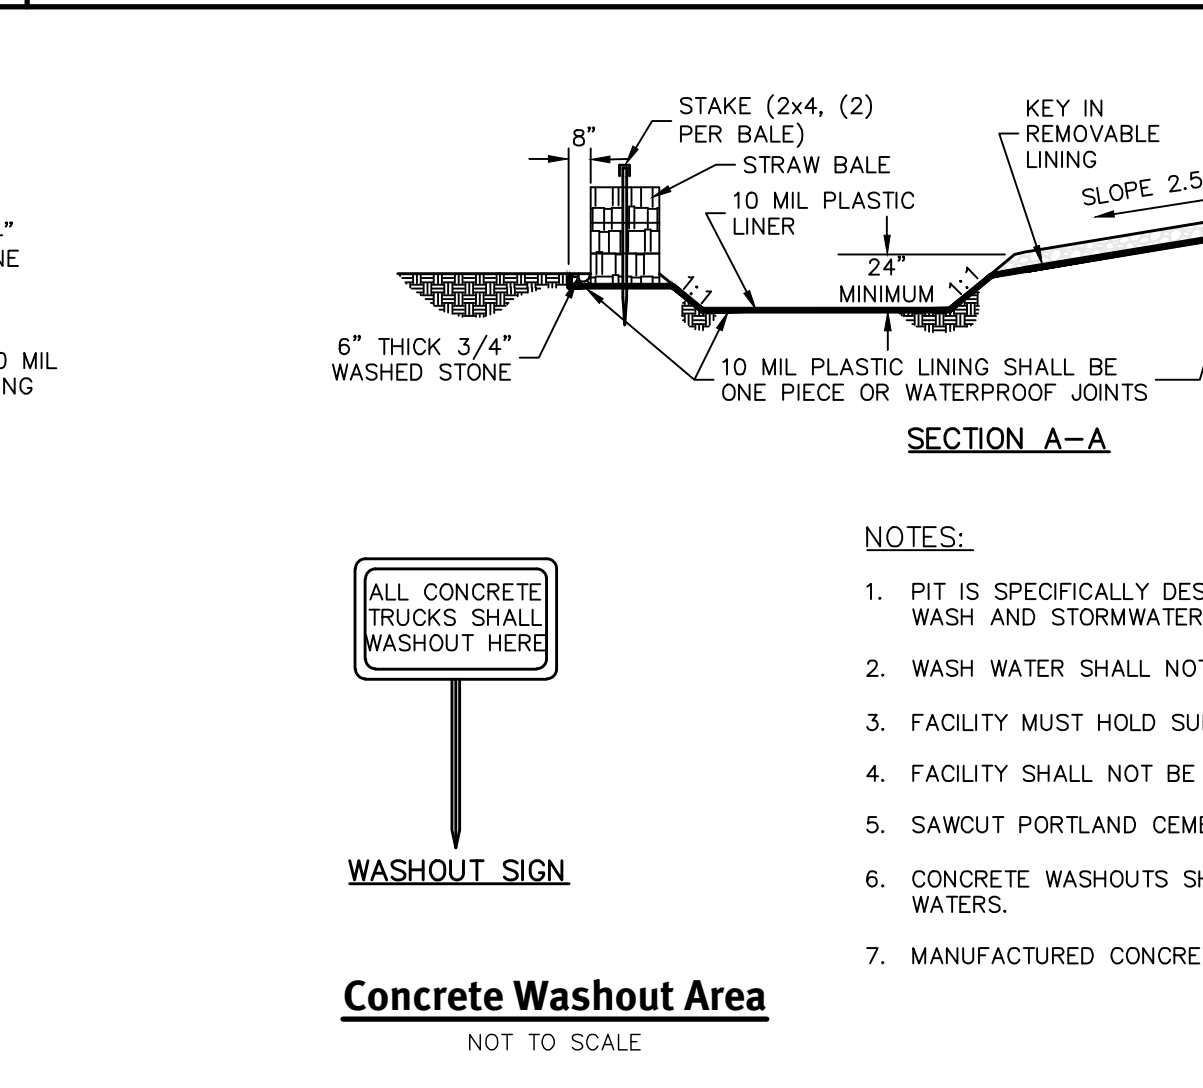 STAKE (2x4, (2)
PER BALE)
8"
STRAW BALE
10 MIL PLASTIC
LINER
KEY IN
REMOVABLE
LINING
SLOPE 2.5
24"
MINIMUM
1:1
1:1
NE
6" THICK 3/4"
WASHED STONE
MIL
NG
10 MIL PLASTIC LINING SHALL BE
ONE PIECE OR WATERPROOF JOINTS
SECTION A-A
ALL CONCRETE
TRUCKS SHALL
WASHOUT HERE
WASHOUT SIGN
NOTES:
1. PIT IS SPECIFICALLY DES
WASH AND STORMWATER
2. WASH WATER SHALL NOT
3. FACILITY MUST HOLD
4. FACILITY SHALL NOT BE
5. SAWCUT PORTLAND CEME
6. CONCRETE WASHOUTS SH
WATERS.
7. MANUFACTURED CONCRE
Concrete Washout Area
NOT TO SCALE